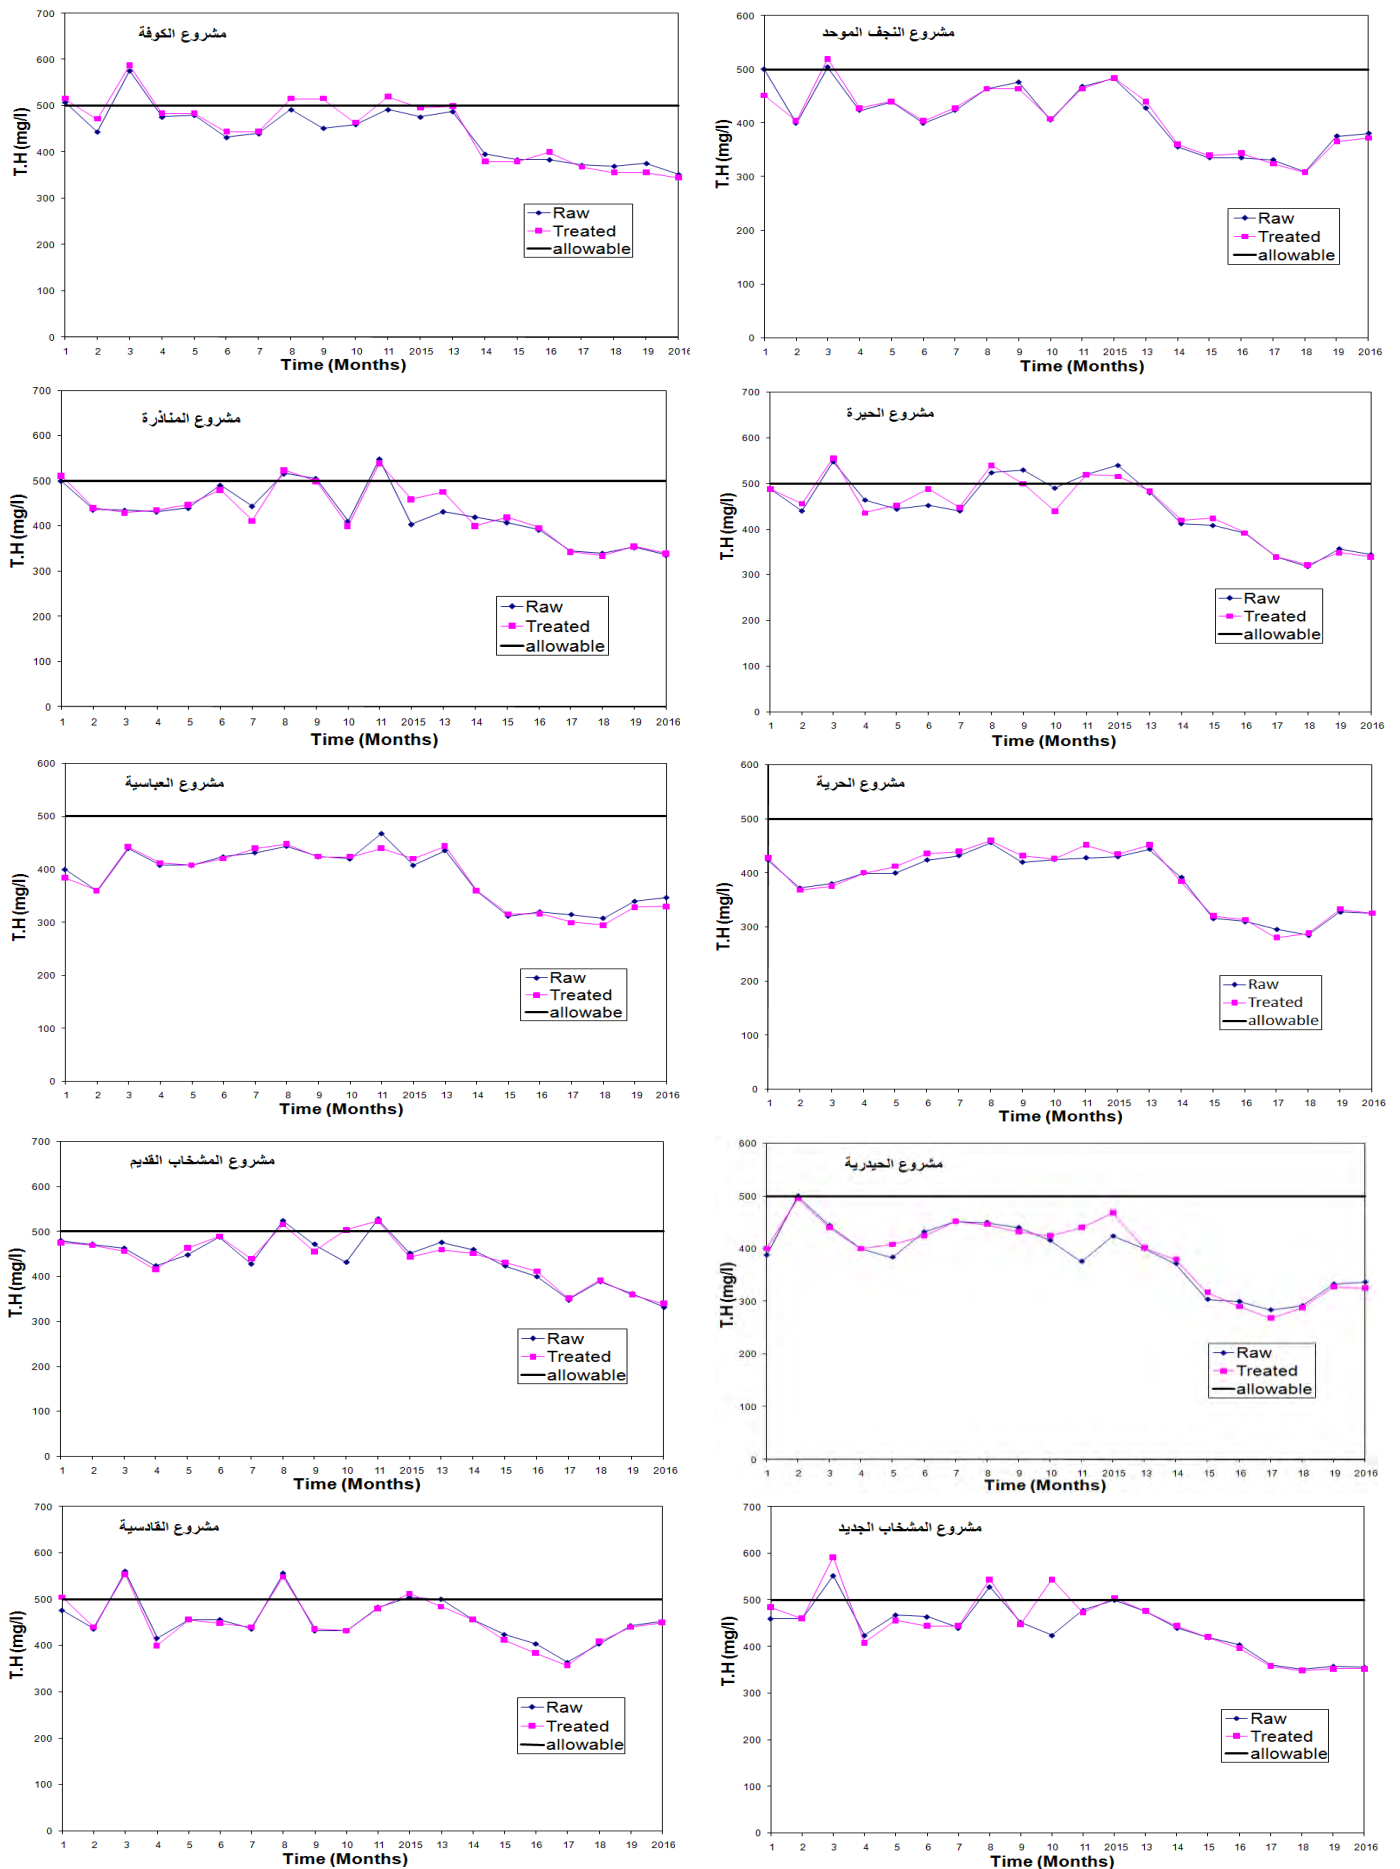 مشروع الكوفة
T.H (mg/l)
700
600
500
400
300
200
100
0
Raw
Treated
allowable
1 2 3 4 5 6 7 8 9 10 11 2015 13 14 15 16 17 18 19 2016
Time (Months)
مشروع النجف الموحد
T.H (mg/l)
600
500
400
300
200
100
0
Raw
Treated
allowable
1 2 3 4 5 6 7 8 9 10 11 2015 13 14 15 16 17 18 19 2016
Time (Months)
مشروع المناذرة
T.H (mg/l)
700
600
500
400
300
200
100
0
Raw
Treated
allowable
1 2 3 4 5 6 7 8 9 10 11 2015 13 14 15 16 17 18 19 2016
Time (Months)
مشروع الحيرة
T.H (mg/l)
700
600
500
400
300
200
100
0
Raw
Treated
allowable
1 2 3 4 5 6 7 8 9 10 11 2015 13 14 15 16 17 18 19 2016
Time (Months)
مشروع العباسية
T.H (mg/l)
600
500
400
300
200
100
0
Raw
Treated
allowabe
1 2 3 4 5 6 7 8 9 10 11 2015 13 14 15 16 17 18 19 2016
Time (Months)
مشروع الحرية
T.H (mg/l)
600
500
400
300
200
100
0
Raw
Treated
allowable
1 2 3 4 5 6 7 8 9 10 11 2015 13 14 15 16 17 18 19 2016
Time (Months)
مشروع المشخاب القديم
T.H (mg/l)
700
600
500
400
300
200
100
0
Raw
Treated
allowable
1 2 3 4 5 6 7 8 9 10 11 2015 13 14 15 16 17 18 19 2016
Time (Months)
مشروع الحيدرية
T.H (mg/l)
600
500
400
300
200
100
0
Raw
Treated
allowable
1 2 3 4 5 6 7 8 9 10 11 2015 13 14 15 16 17 18 19 2016
Time (Months)
مشروع القادسية
T.H (mg/l)
700
600
500
400
300
200
100
0
Raw
Treated
allowable
1 2 3 4 5 6 7 8 9 10 11 2015 13 14 15 16 17 18 19 2016
Time (Months)
مشروع المشخاب الجديد
T.H (mg/l)
700
600
500
400
300
200
100
0
Raw
Treated
allowable
1 2 3 4 5 6 7 8 9 10 11 2015 13 14 15 16 17 18 19 2016
Time (Months)